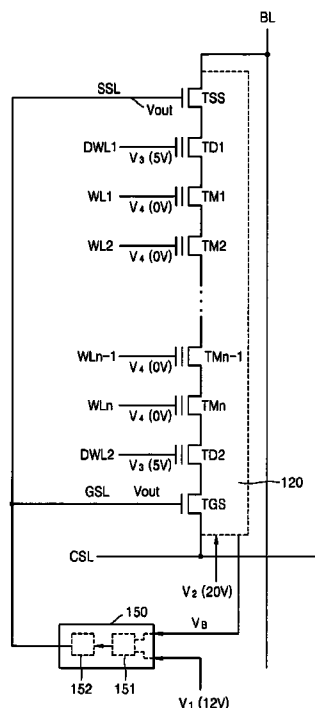 BL
SSL
Vout
TSS
DWL1
V3 (5V)
TD1
WL1
V4 (0V)
TM1
WL2
V4 (0V)
TM2
WLn-1
V4 (0V)
TMn-1
WLn
V4 (0V)
TMn
DWL2
V3 (5V)
TD2
120
GSL
Vout
TGS
CSL
V2 (20V)
150
VB
152
151
V1 (12V)